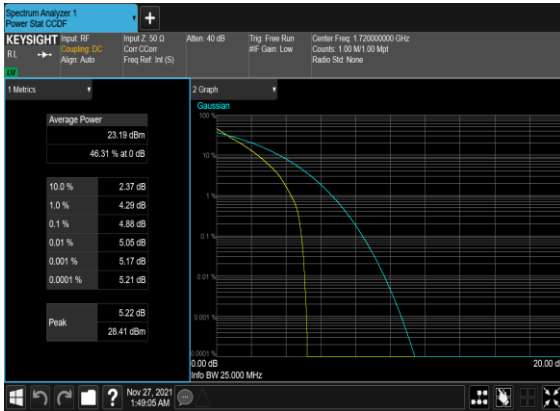 Spectrum Analyzer 1
Power Stat CCDF
KEYSIGHT
RL
Input: RF
Coupling: DC
Align: Auto
Input Z: 50 Ω
Corr CCorr
Freq Ref: Int (S)
Atten: 40 dB
Trig: Free Run
#IF Gain: Low
Center Freq: 1.720000000 GHz
Counts: 1.00 M/1.00 Mpt
Radio Std: None
LV
1 Metrics
Average Power
23.19 dBm
46.31 % at 0 dB
10.0 % 2.37 dB
1.0 % 4.29 dB
0.1 % 4.88 dB
0.01 % 5.05 dB
0.001 % 5.17 dB
0.0001 % 5.21 dB
Peak
5.22 dB
28.41 dBm
2 Graph
Gaussian
100 %
10 %
1 %
0.1 %
0.01 %
0.001 %
0.0001 %
0.00 dB
20.00 d
Info BW 25.000 MHz
Nov 27, 2021
1:49:05 AM